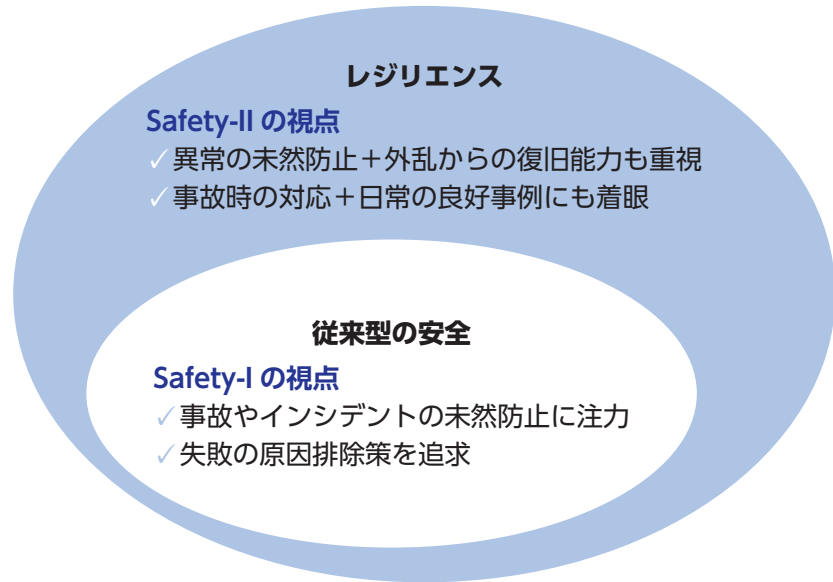 レジリエンス
Safety-II の視点
✓異常の未然防止＋外乱からの復旧能力も重視
✓事故時の対応＋日常の良好事例にも着眼
従来型の安全
Safety-I の視点
✓事故やインシデントの未然防止に注力
✓失敗の原因排除策を追求